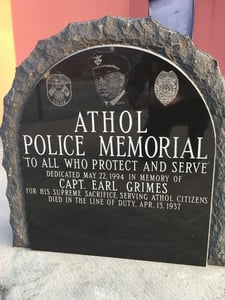 ATHOL
POLICE MEMORIAL
"TO ALL WHO PROTECT AND SERVE"
DEDICATED MAY 22, 1994 IN MEMORY OF
CAPT. EARL GRIMES
FOR HIS SUPREME SACRIFICE, SERVING ATHOL CITIZENS
DIED IN THE LINE OF DUTY, APR. 13, 1937